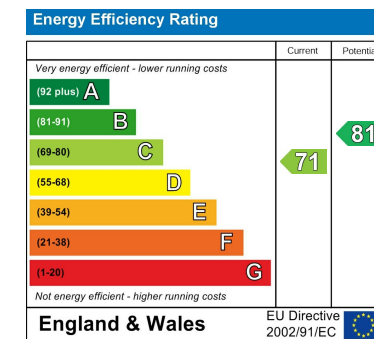 Energy Efficiency Rating
Current Potentia
Very energy efficient - lower running costs
(92 plus) A
(81-91) B
(69-80) C
(55-68) D
(39-54) E
(21-38) F
(1-20) G
71
81
Not energy efficient - higher running costs
England & Wales
EU Directive
2002/91/EC